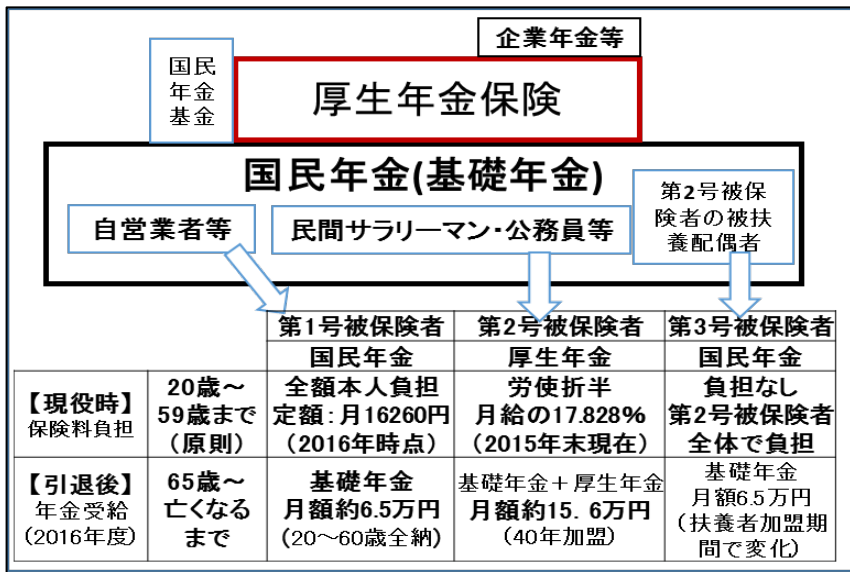 企業年金等
国民
年金
基金
厚生年金保険
国民年金(基礎年金)
自営業者等
民間サラリーマン・公務員等
第2号被保
険者の被扶
養配偶者
第1号被保険者 第2号被保険者 第3号被保険者
国民年金 厚生年金 国民年金
【現役時】
保険料負担
20歳～
59歳まで
(原則)
全額本人負担
定額:月16260円
(2016年時点)
労使折半
月給の17.828%
(2015年末現在)
負担なし
第2号被保険者
全体で負担
【引退後】
年金受給
(2016年度)
65歳～
亡くなる
まで
基礎年金
月額約6.5万円
(20～60歳全納)
基礎年金＋厚生年金
月額約15.6万円
(40年加盟)
基礎年金
月額6.5万円
(扶養者加盟期
間で変化)